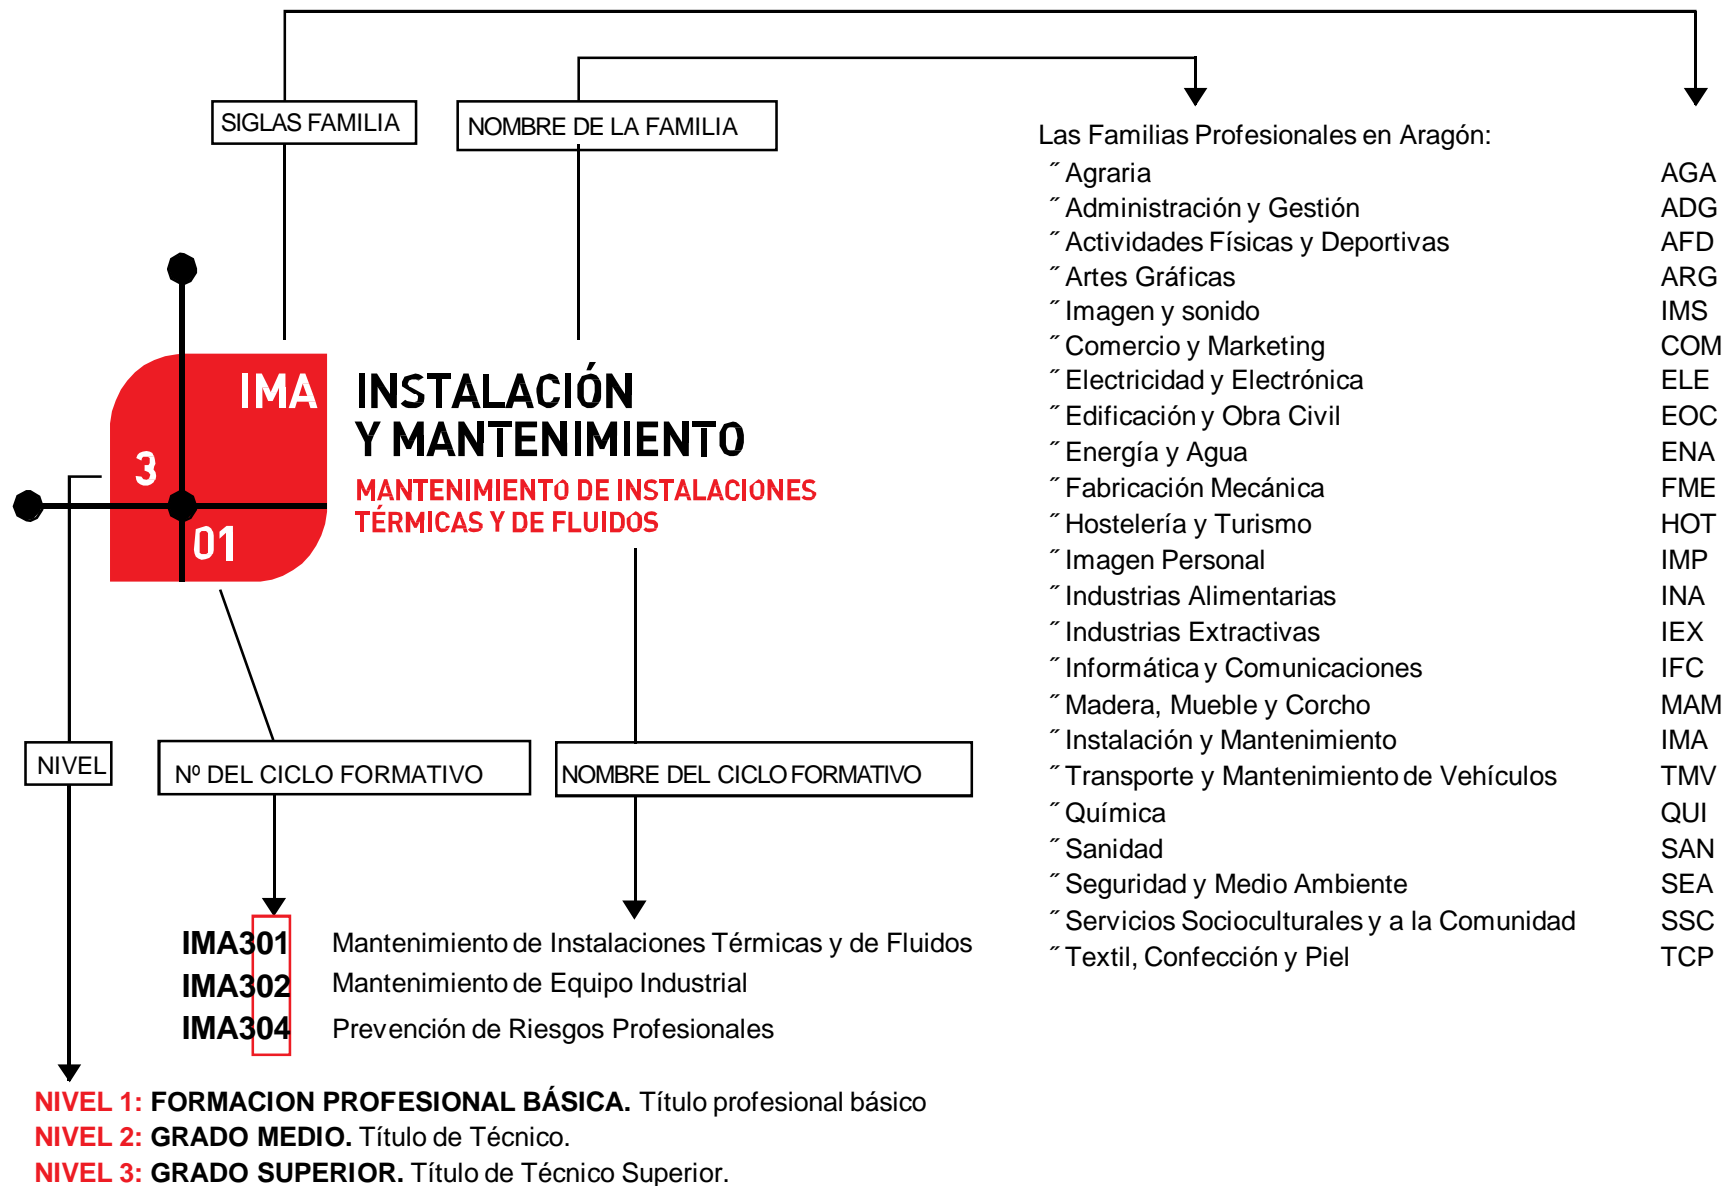 SIGLAS FAMILIA
NOMBRE DE LA FAMILIA
IMA
3
01
INSTALACIÓN
Y MANTENIMIENTO
MANTENIMIENTO DE INSTALACIONES
TÉRMICAS Y DE FLUIDOS
NIVEL
Nº DEL CICLO FORMATIVO
NOMBRE DEL CICLO FORMATIVO
IMA301 Mantenimiento de Instalaciones Térmicas y de Fluidos
IMA302 Mantenimiento de Equipo Industrial
IMA304 Prevención de Riesgos Profesionales
NIVEL 1: FORMACION PROFESIONAL BÁSICA. Título profesional básico
NIVEL 2: GRADO MEDIO. Título de Técnico.
NIVEL 3: GRADO SUPERIOR. Título de Técnico Superior.
Las Familias Profesionales en Aragón:
˝ Agraria AGA
˝ Administración y Gestión ADG
˝ Actividades Físicas y Deportivas AFD
˝ Artes Gráficas ARG
˝ Imagen y sonido IMS
˝ Comercio y Marketing COM
˝ Electricidad y Electrónica ELE
˝ Edificación y Obra Civil EOC
˝ Energía y Agua ENA
˝ Fabricación Mecánica FME
˝ Hostelería y Turismo HOT
˝ Imagen Personal IMP
˝ Industrias Alimentarias INA
˝ Industrias Extractivas IEX
˝ Informática y Comunicaciones IFC
˝ Madera, Mueble y Corcho MAM
˝ Instalación y Mantenimiento IMA
˝ Transporte y Mantenimiento de Vehículos TMV
˝ Química QUI
˝ Sanidad SAN
˝ Seguridad y Medio Ambiente SEA
˝ Servicios Socioculturales y a la Comunidad SSC
˝ Textil, Confección y Piel TCP